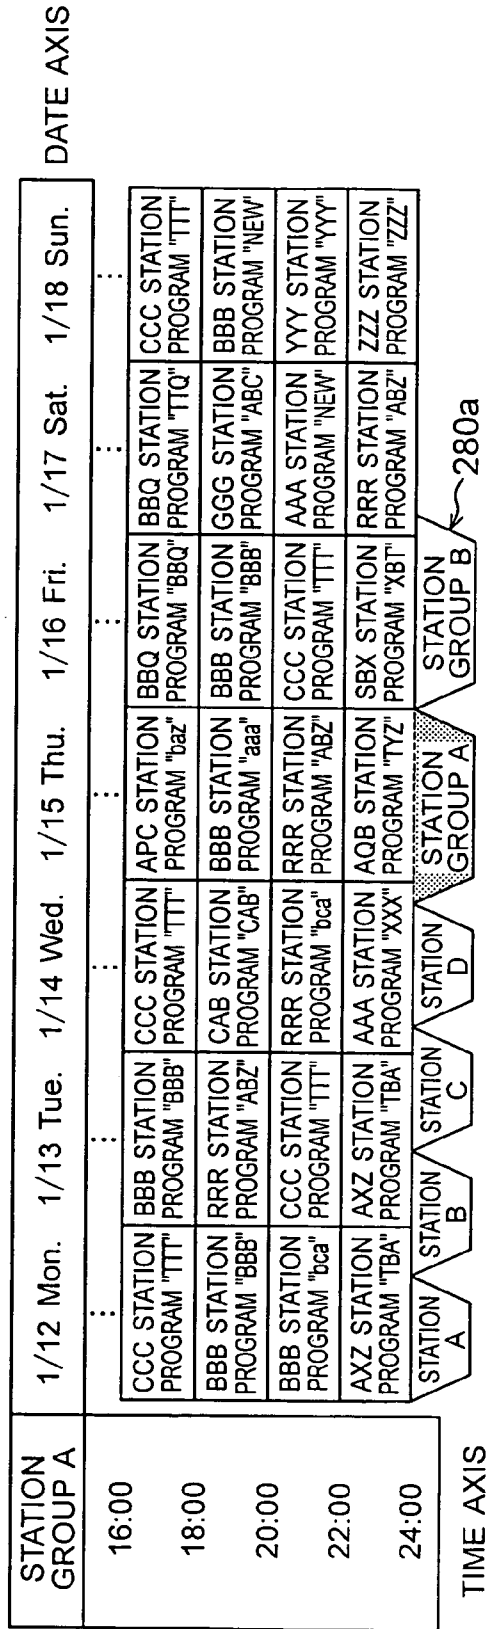 STATION
GROUP A
1/12 Mon.
1/13 Tue.
1/14 Wed.
1/15 Thu.
1/16 Fri.
1/17 Sat.
1/18 Sun.
DATE AXIS
16:00
18:00
20:00
22:00
24:00
TIME AXIS
CCC STATION
PROGRAM "TTT"
BBB STATION
PROGRAM "BBB"
CCC STATION
PROGRAM "TTT"
APC STATION
PROGRAM "baz"
BBQ STATION
PROGRAM "BBQ"
BBQ STATION
PROGRAM "TTQ"
CCC STATION
PROGRAM "TTT"
BBB STATION
PROGRAM "BBB"
RRR STATION
PROGRAM "ABZ"
CAB STATION
PROGRAM "CAB"
BBB STATION
PROGRAM "aaa"
BBB STATION
PROGRAM "BBB"
GGG STATION
PROGRAM "ABC"
BBB STATION
PROGRAM "NEW"
BBB STATION
PROGRAM "bca"
CCC STATION
PROGRAM "TTT"
RRR STATION
PROGRAM "bca"
RRR STATION
PROGRAM "ABZ"
CCC STATION
PROGRAM "TTT"
AAA STATION
PROGRAM "NEW"
YYY STATION
PROGRAM "YYY"
AXZ STATION
PROGRAM "TBA"
AXZ STATION
PROGRAM "TBA"
AAA STATION
PROGRAM "XXX"
AQB STATION
PROGRAM "TYZ"
SBX STATION
PROGRAM "XBT"
RRR STATION
PROGRAM "ABZ"
ZZZ STATION
PROGRAM "ZZZ"
STATION
A
STATION
B
STATION
C
STATION
D
STATION
GROUP A
STATION
GROUP B
280a